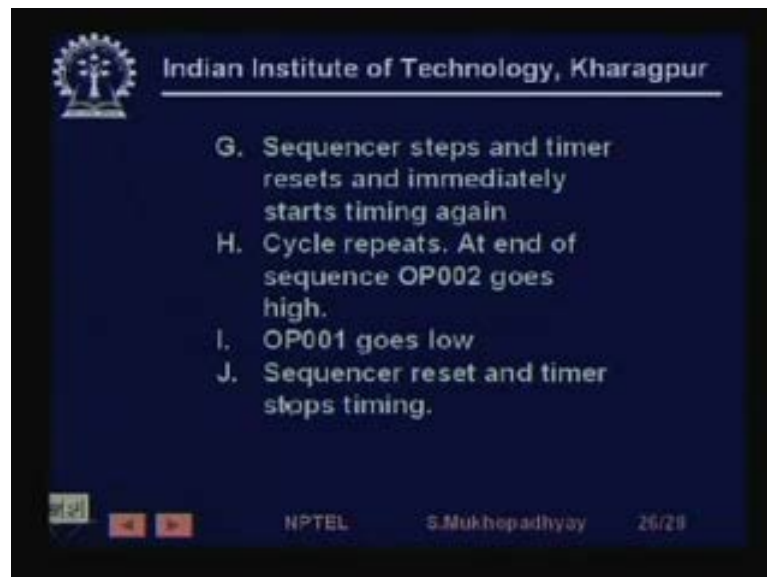 Indian Institute of Technology, Kharagpur
G. Sequencer steps and timer
resets and immediately
starts timing again
H. Cycle repeats. At end of
sequence OP002 goes
high.
I. OP001 goes low
J. Sequencer reset and timer
stops timing.
NPTEL S.Mukhopadhyay 26/29